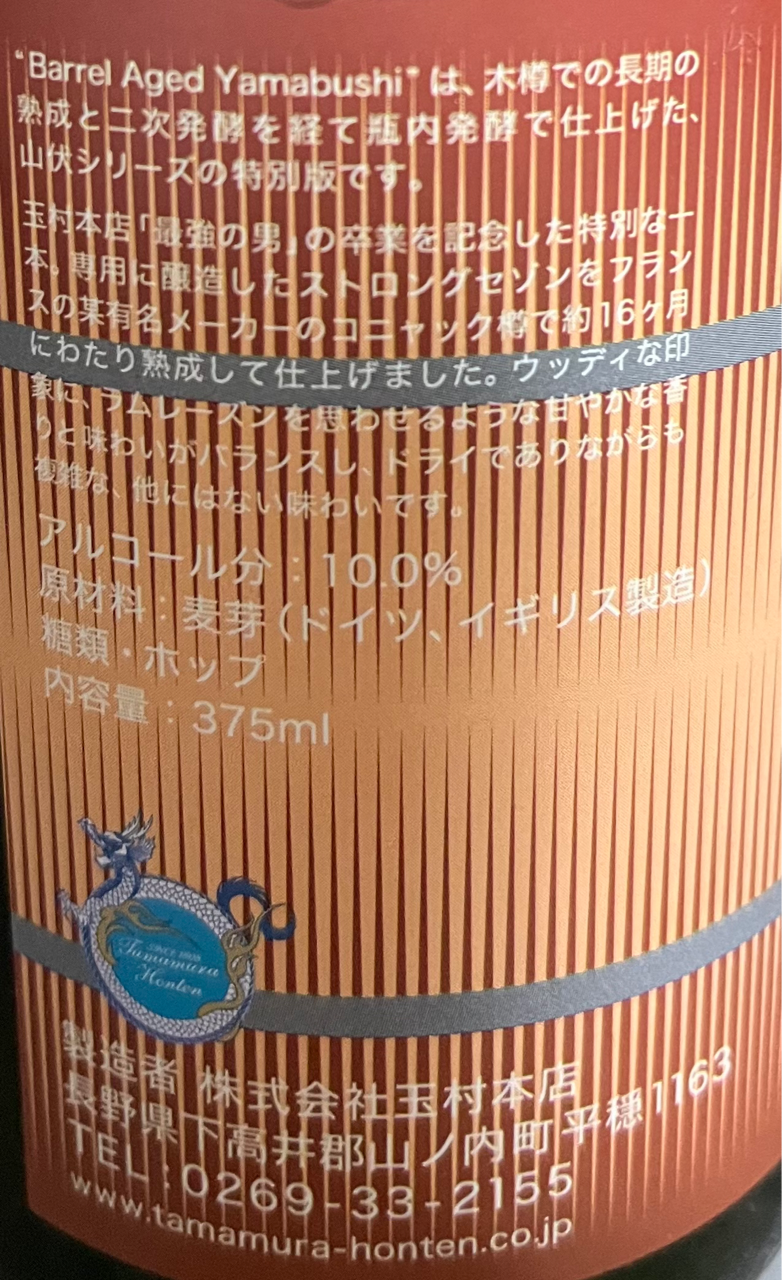 “Barrel Aged Yamabushi” は、木樽での長期の
熟成と二次発酵を経て瓶内発酵で仕上げた、
山伏シリーズの特別版です。
玉村本店「最強の男」の卒業を記念した特別な一
本。専用に醸造したストロングセゾンをフラン
スの某有名メーカーのコニャック樽で約16ヶ月
にわたり熟成して仕上げました。ウッディな印
象に、ラムレーズンを思わせるような甘やかな香
りと味わいがバランスし、ドライでありながらも
複雑な、他にはない味わいです。
アルコール分：10.0%
原材料：麦芽（ドイツ、イギリス製造）
糖類・ホップ
内容量：375ml
SINCE 1805
Tamamura
Honten
製造者 株式会社玉村本店
長野県下高井郡山ノ内町平穏1163
TEL:0269-33-2155
www.tamamura-honten.co.jp